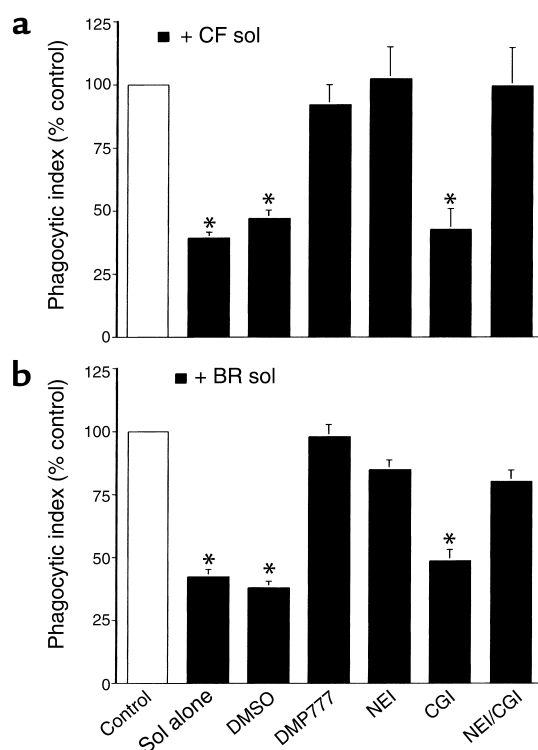 a
125
100
75
50
25
0
Phagocytic index (% control)
+ CF sol
*
*
*
b
125
100
75
50
25
0
Phagocytic index (% control)
+ BR sol
*
*
*
Control
Sol alone
DMSO
DMP777
NEI
CGI
NEI/CGI